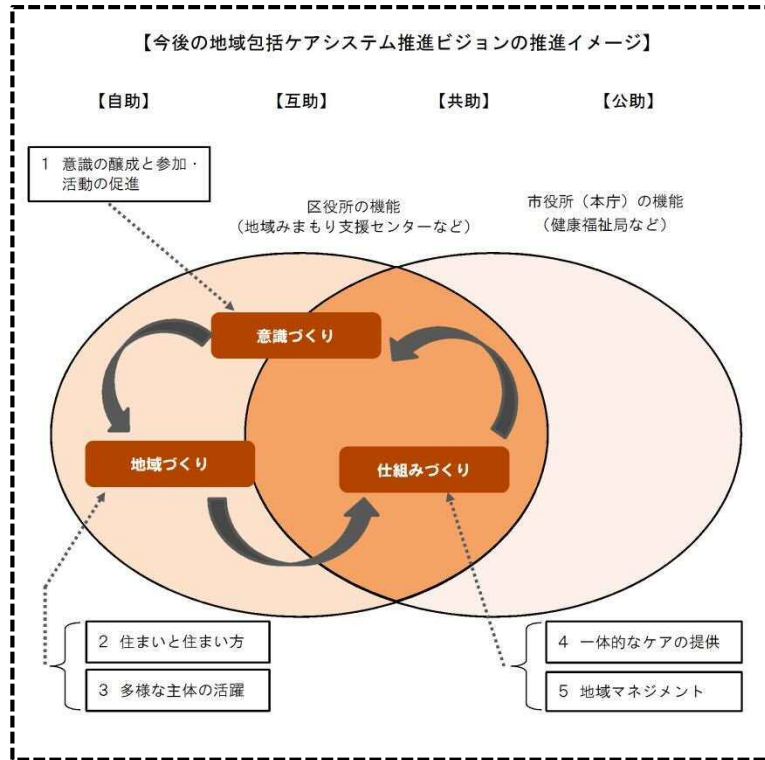 【今後の地域包括ケアシステム推進ビジョンの推進イメージ】
【自助】
【互助】
【共助】
【公助】
1 意識の醸成と参加・
活動の促進
区役所の機能
（地域みまもり支援センターなど）
市役所（本庁）の機能
（健康福祉局など）
意識づくり
地域づくり
仕組みづくり
2 住まいと住まい方
3 多様な主体の活躍
4 一体的なケアの提供
5 地域マネジメント